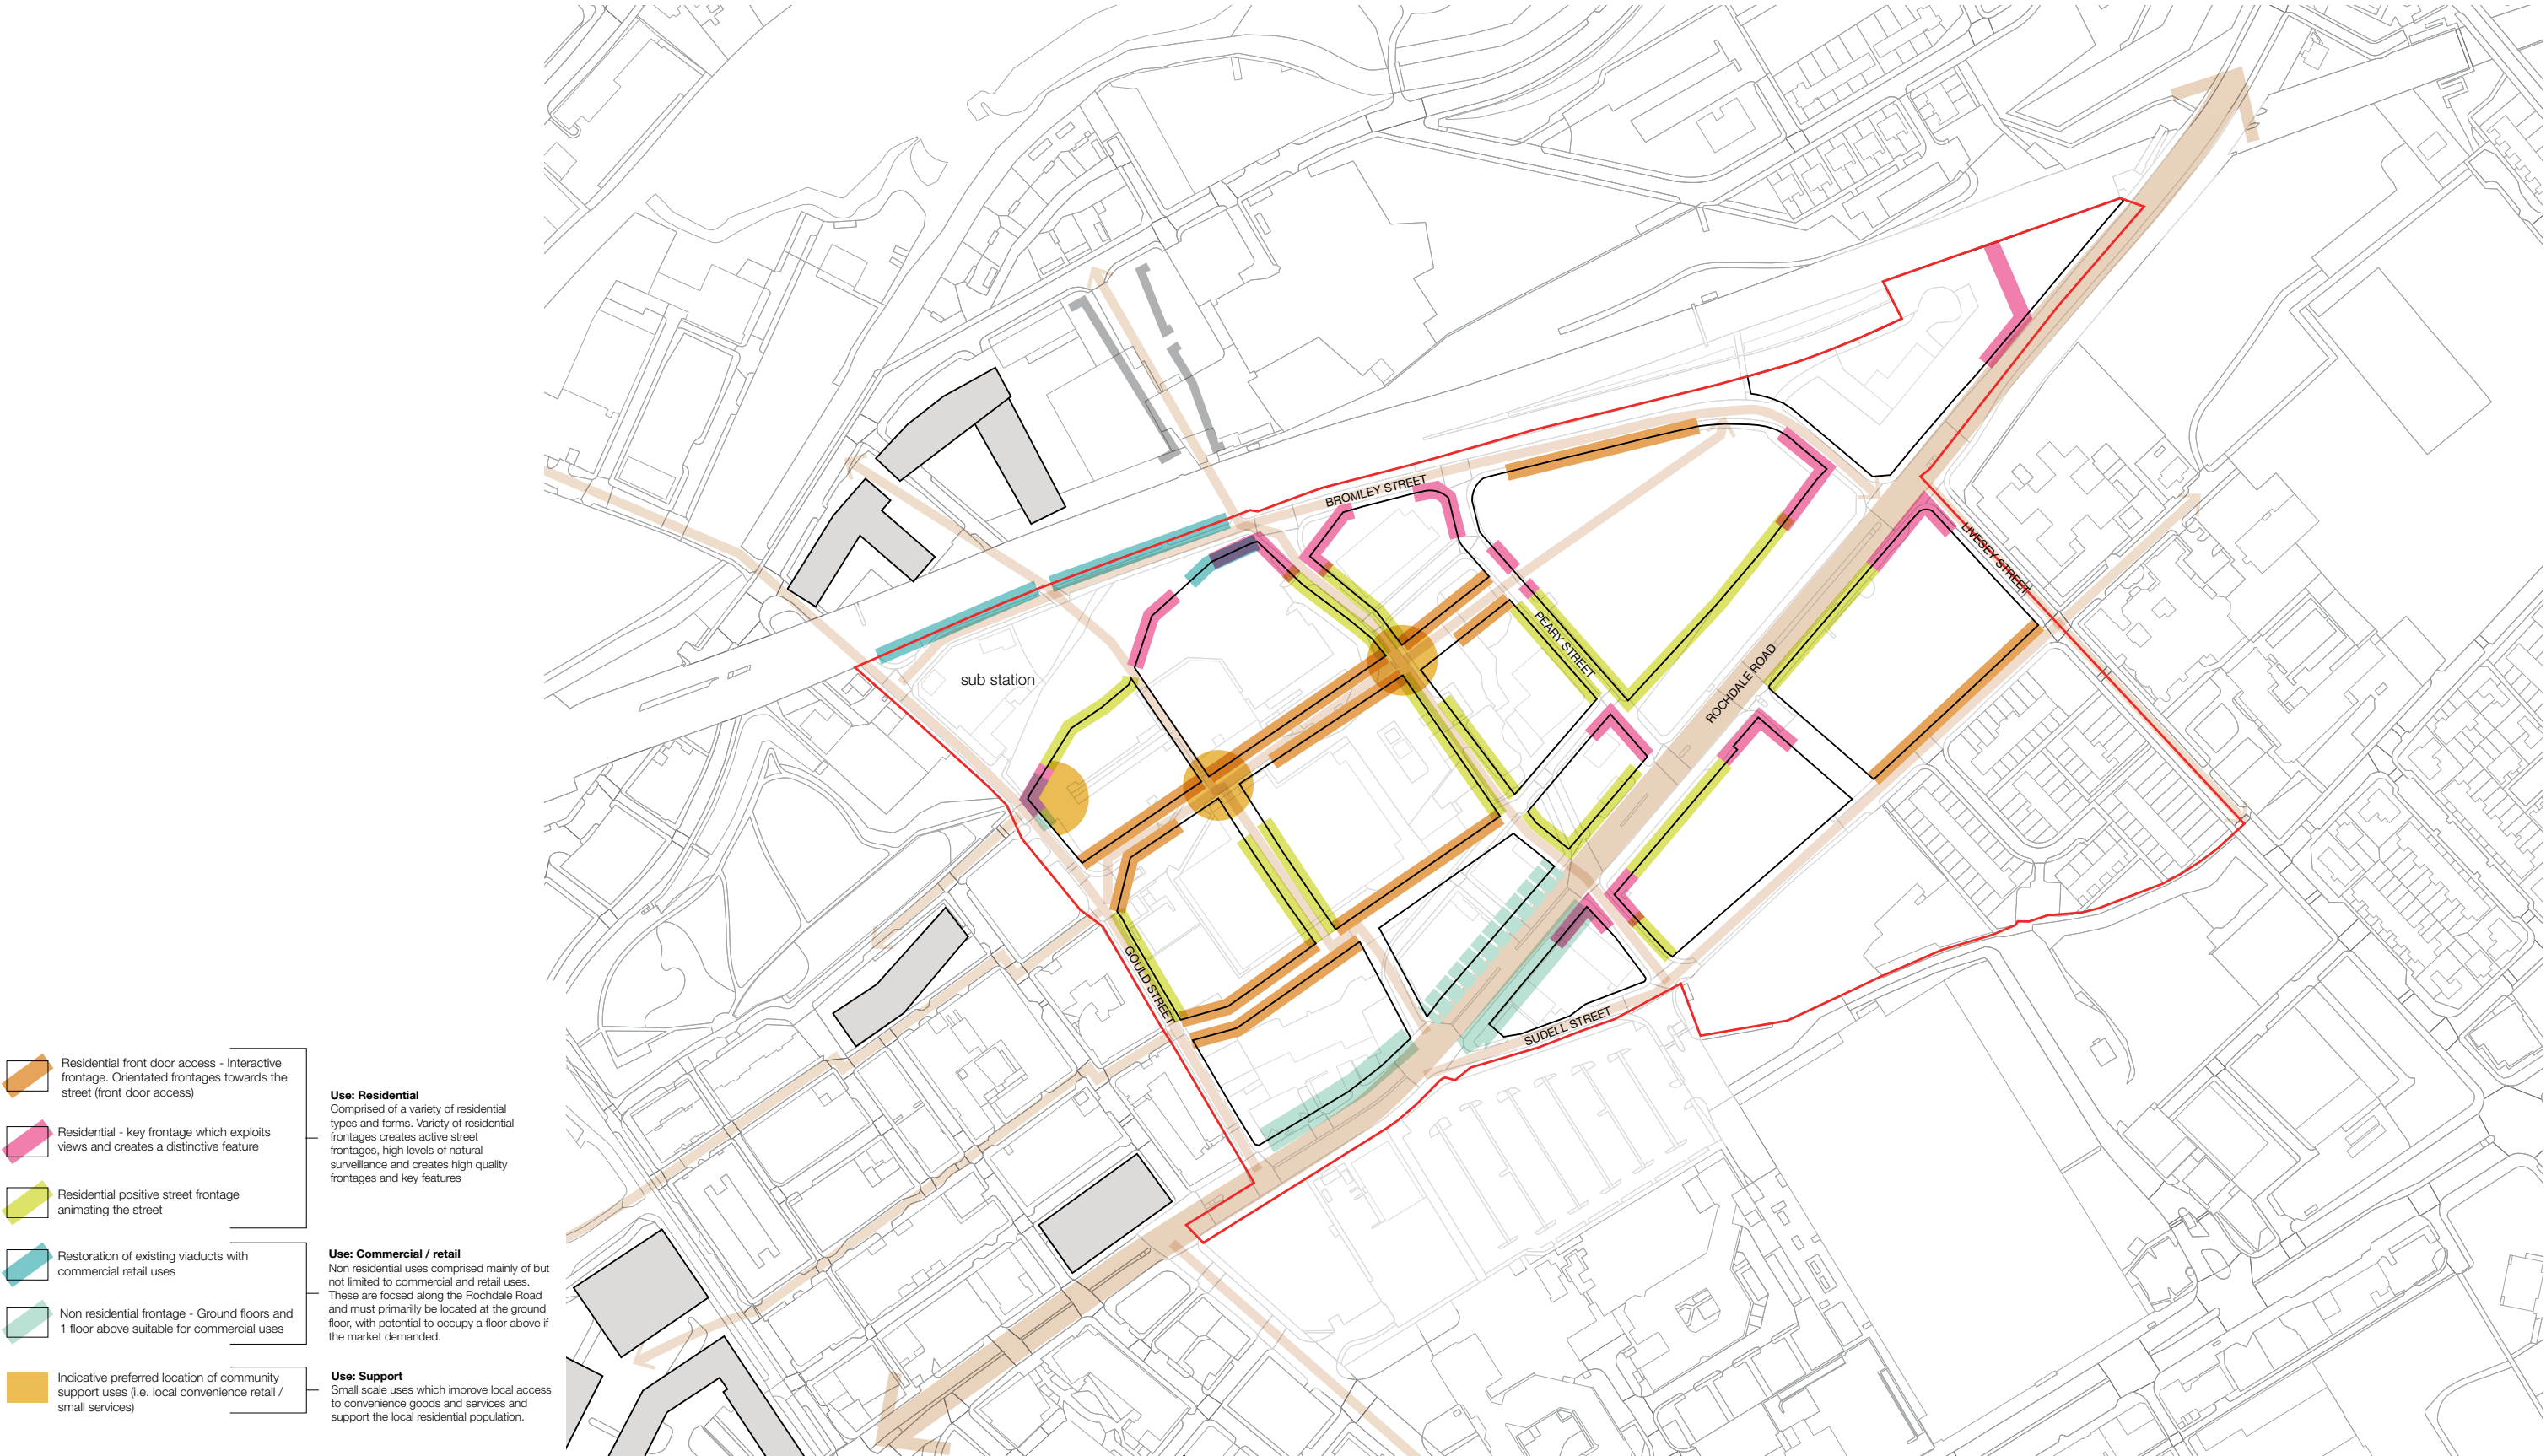 BROMLEY STREET
LIVESEY STREET
PEARY STREET
ROCHDALE ROAD
sub station
GOULD STREET
SUDELL STREET
Residential front door access - Interactive
frontage. Orientated frontages towards the
street (front door access)
Residential - key frontage which exploits
views and creates a distinctive feature
Residential positive street frontage
animating the street
Use: Residential
Comprised of a variety of residential
types and forms. Variety of residential
frontages creates active street
frontages, high levels of natural
surveillance and creates high quality
frontages and key features
Restoration of existing viaducts with
commercial retail uses
Non residential frontage - Ground floors and
1 floor above suitable for commercial uses
Use: Commercial / retail
Non residential uses comprised mainly of but
not limited to commercial and retail uses.
These are focsed along the Rochdale Road
and must primarilly be located at the ground
floor, with potential to occupy a floor above if
the market demanded.
Indicative preferred location of community
support uses (i.e. local convenience retail /
small services)
Use: Support
Small scale uses which improve local access
to convenience goods and services and
support the local residential population.